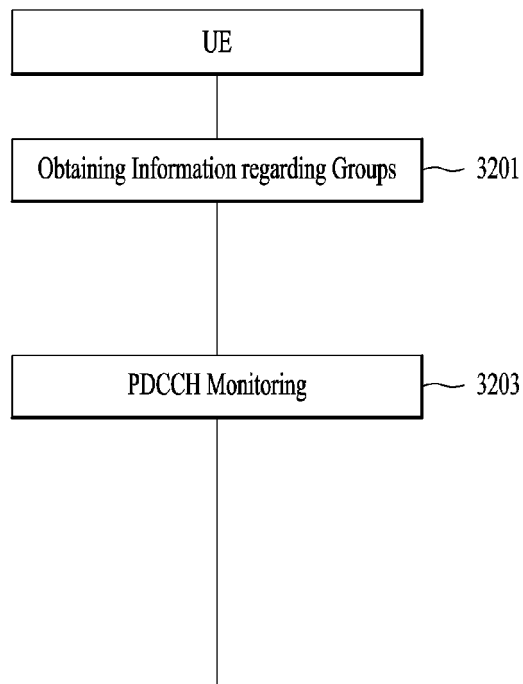 UE
Obtaining Information regarding Groups
3201
PDCCH Monitoring
3203